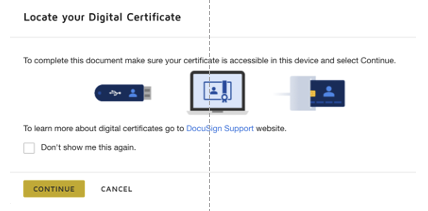 Locate your Digital Certificate
To complete this document make sure your certificate is accessible in this device and select Continue.
To learn more about digital certificates go to DocuSign Support website.
Don't show me this again.
CONTINUE CANCEL